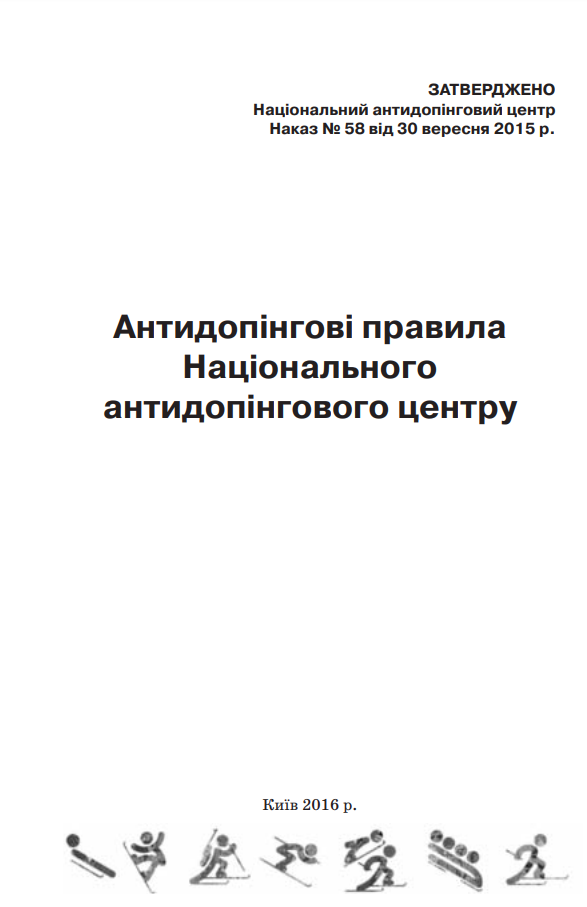 ЗАТВЕРДЖЕНО
Національний антидопінговий центр
Наказ № 58 від 30 вересня 2015 р.
Антидопінгові правила
Національного
антидопінгового центру
Київ 2016 р.